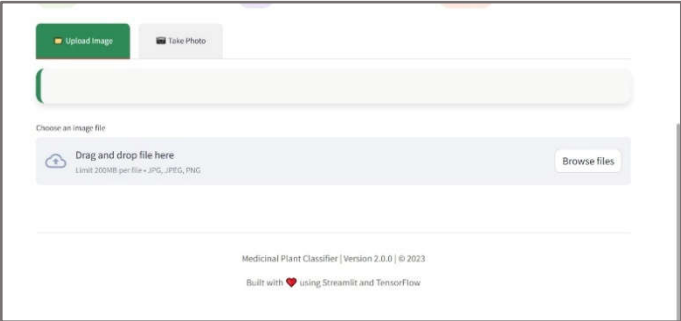 Upload Image
Take Photo
Choose an image file
Drag and drop file here
Limit 200MB per file • JPG, JPEG, PNG
Browse files
Medicinal Plant Classifier | Version 2.0.0 | © 2023
Built with ❤️ using Streamlit and TensorFlow